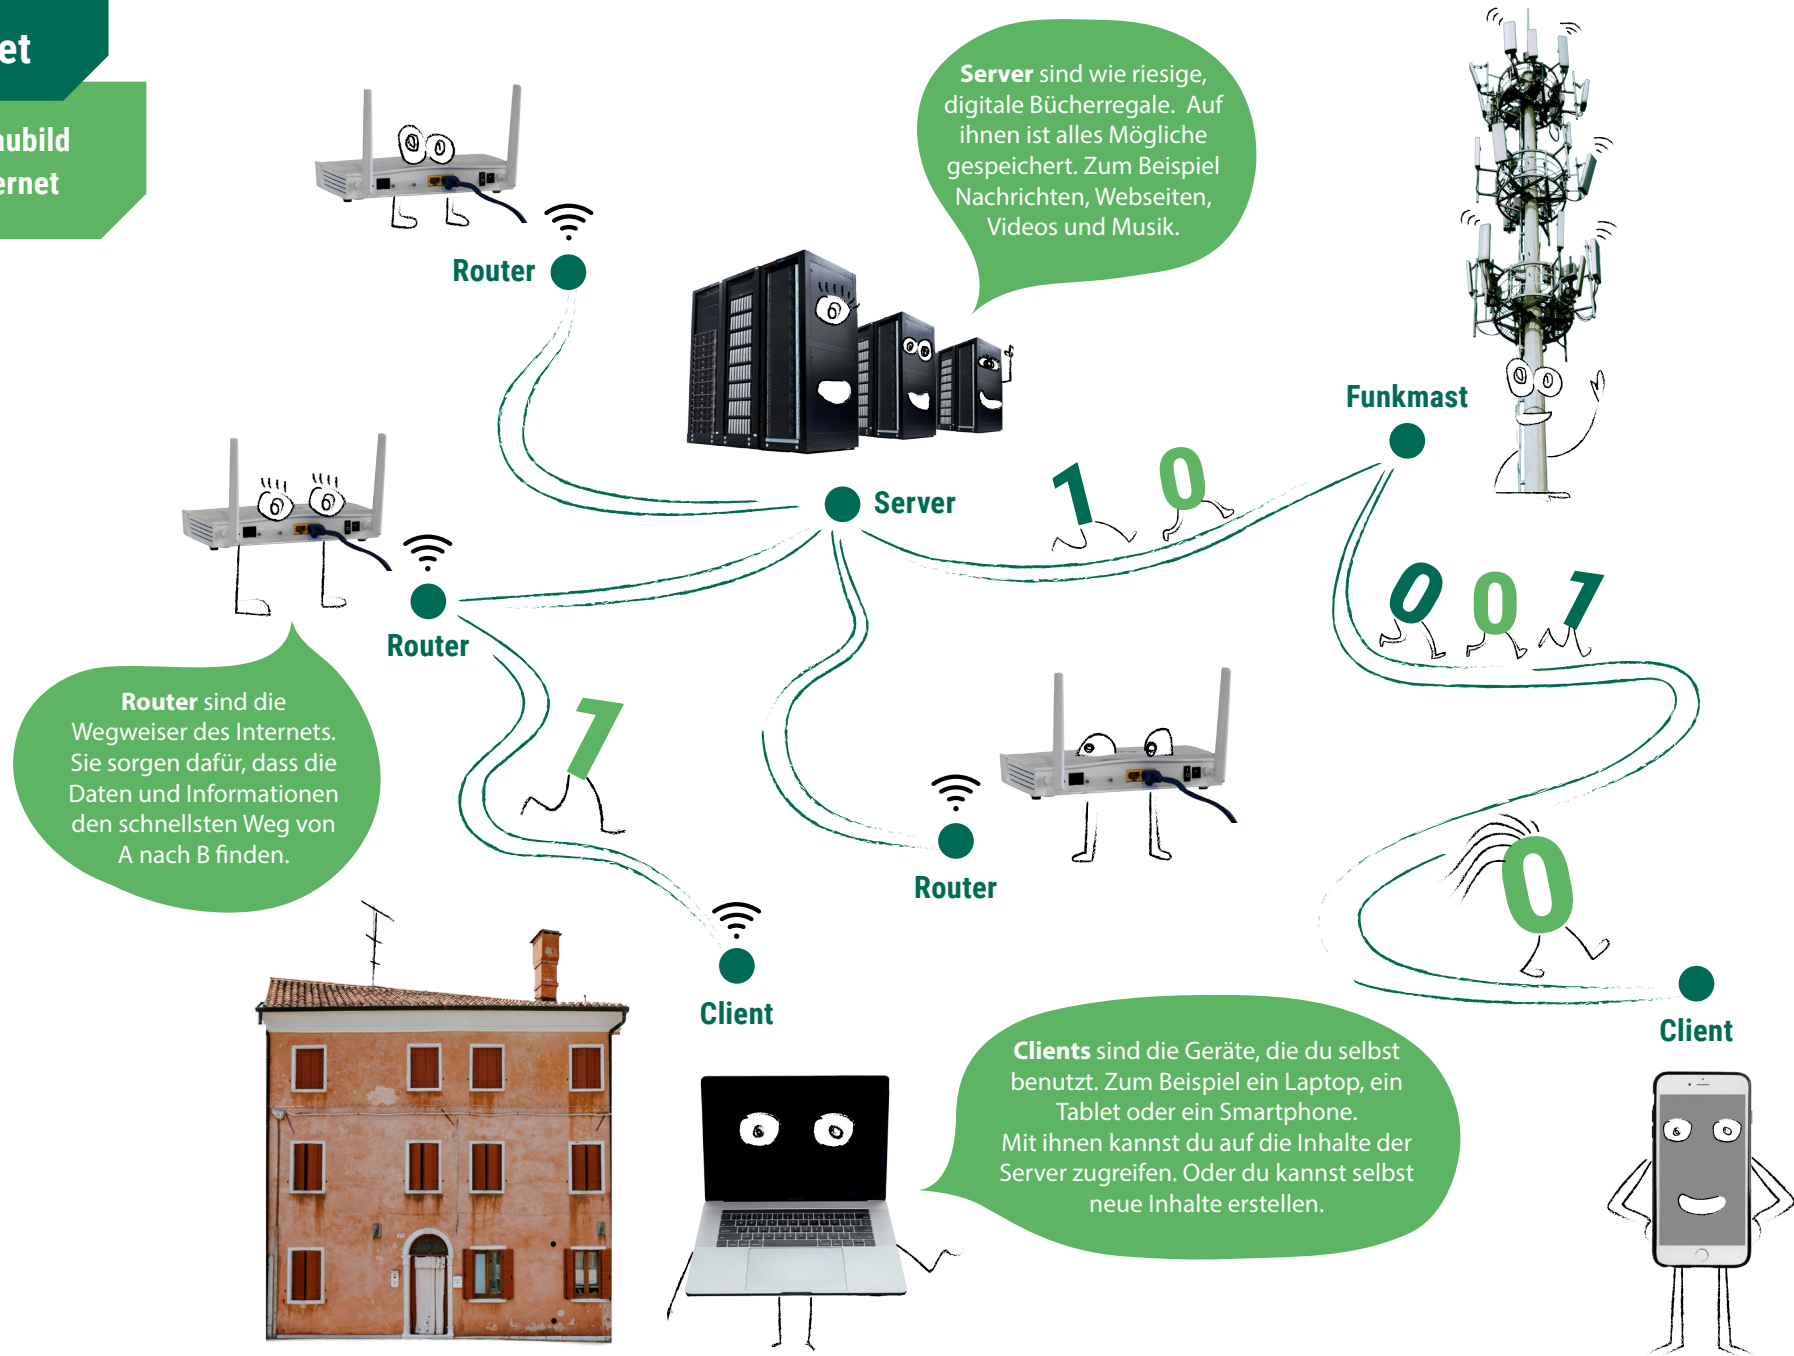 et
aubild
ernet
Server sind wie riesige,
digitale Bücherregale. Auf
ihnen ist alles Mögliche
gespeichert. Zum Beispiel
Nachrichten, Webseiten,
Videos und Musik.
Router
Funkmast
1 0
Server
0 0 1
Router
Router sind die
Wegweiser des Internets.
Sie sorgen dafür, dass die
Daten und Informationen
den schnellsten Weg von
A nach B finden.
1
Router
0
Client
Client
Clients sind die Geräte, die du selbst
benutzt. Zum Beispiel ein Laptop, ein
Tablet oder ein Smartphone.
Mit ihnen kannst du auf die Inhalte der
Server zugreifen. Oder du kannst selbst
neue Inhalte erstellen.